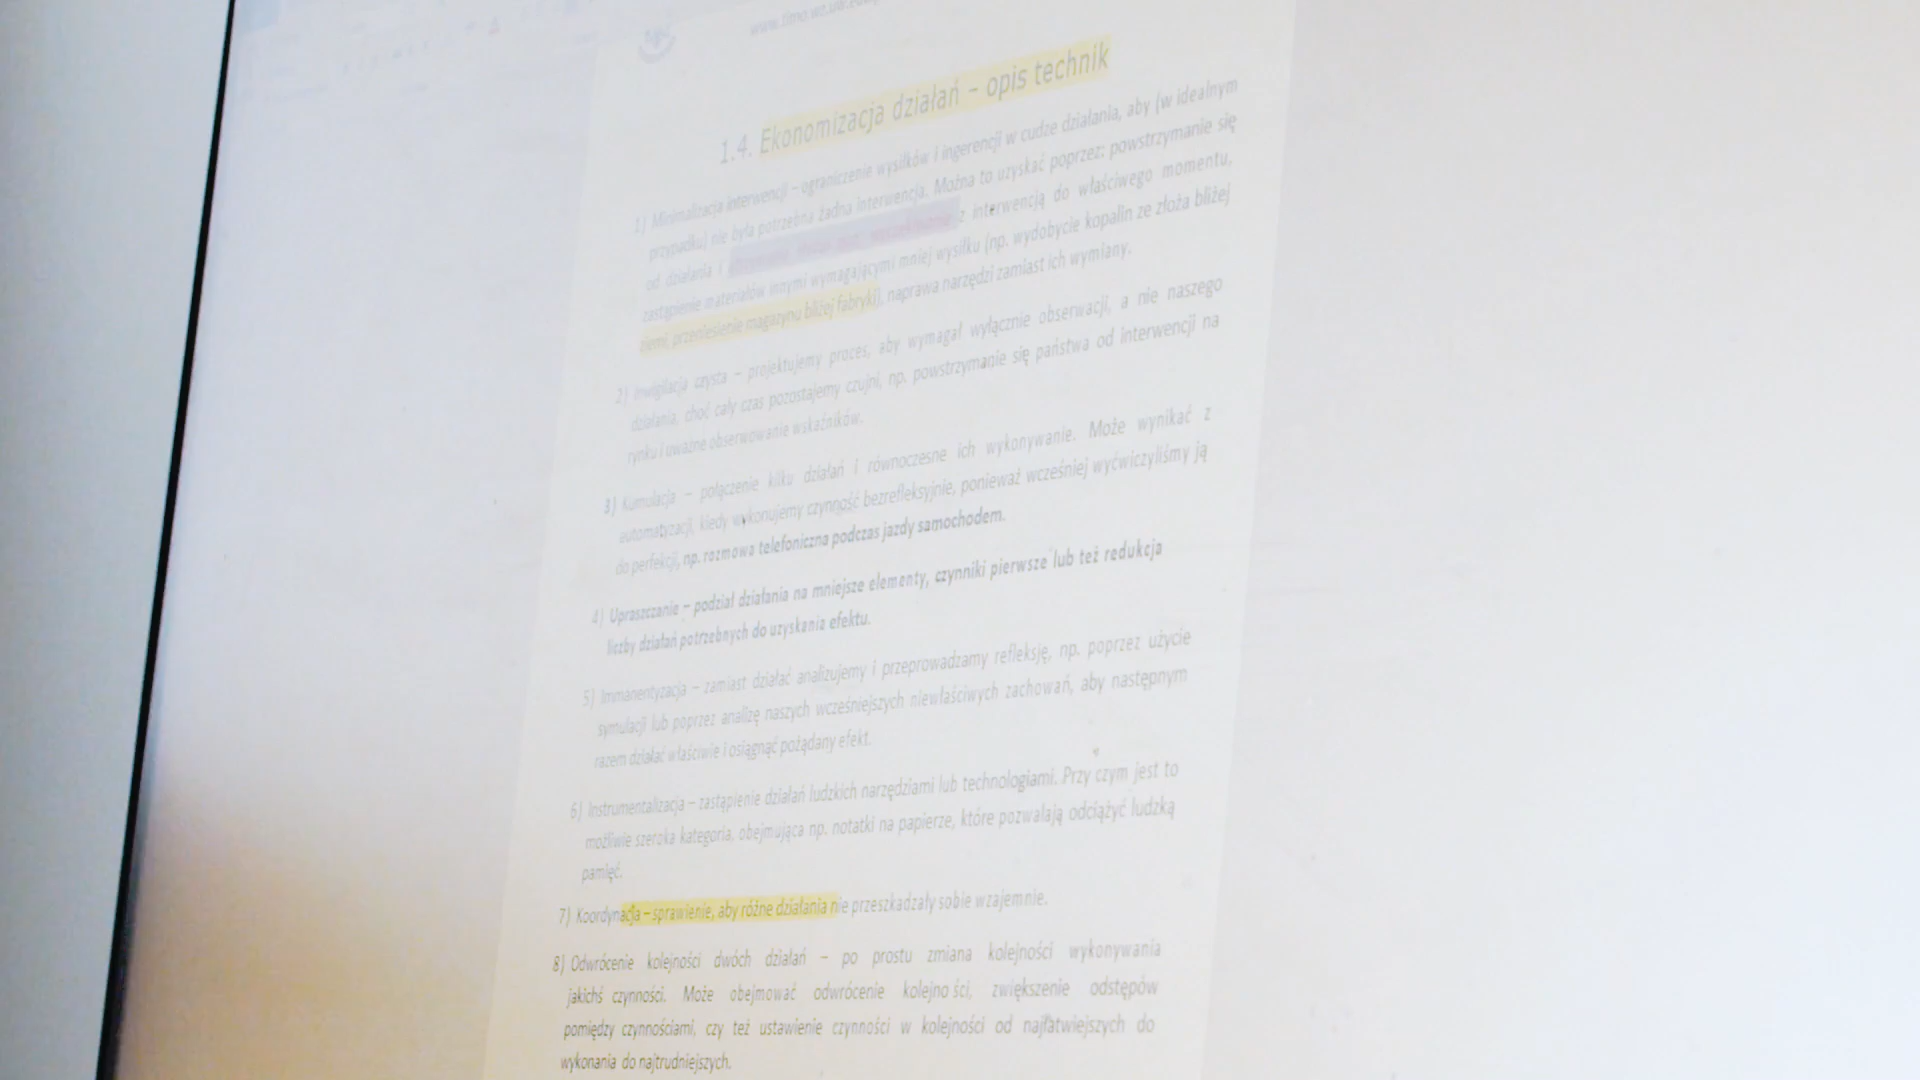 1.4. Ekonomizacja działań – opis technik
1) Minimalizacja interwencji – ograniczenie wysiłków i ingerencji w cudze działania, aby (w idealnym
przypadku) nie była potrzebna żadna interwencja. Można to uzyskać poprzez: powstrzymanie się
od działania i z interwencją do właściwego momentu,
zastąpienie materiałów innymi wymagającymi mniej wysiłku (np. wydobycie kopalin ze złoża bliżej
ziemi, przeniesienie magazynu bliżej fabryki), naprawa narzędzi zamiast ich wymiany.
2) Inwigilacja czysta – projektujemy proces, aby wymagał wyłącznie obserwacji, a nie naszego
działania, choć cały czas pozostajemy czujni, np. powstrzymanie się państwa od interwencji na
rynku i uważne obserwowanie wskaźników.
3) Kumulacja – połączenie kilku działań i równoczesne ich wykonywanie. Może wynikać z
automatyzacji, kiedy wykonujemy czynność bezrefleksyjnie, ponieważ wcześniej wyćwiczyliśmy ją
do perfekcji, np. rozmowa telefoniczna podczas jazdy samochodem.
4) Upraszczanie – podział działania na mniejsze elementy, czynniki pierwsze lub też redukcja
liczby działań potrzebnych do uzyskania efektu.
5) Immanentyzacja – zamiast działać analizujemy i przeprowadzamy refleksję, np. poprzez użycie
symulacji lub poprzez analizę naszych wcześniejszych niewłaściwych zachowań, aby następnym
razem działać właściwie i osiągnąć pożądany efekt.
6) Instrumentalizacja – zastąpienie działań ludzkich narzędziami lub technologiami. Przy czym jest to
możliwie szeroka kategoria, obejmująca np. notatki na papierze, które pozwalają odciążyć ludzką
pamięć.
7) Koordynacja – sprawienie, aby różne działania nie przeszkadzały sobie wzajemnie.
8) Odwrócenie kolejności dwóch działań – po prostu zmiana kolejności wykonywania
jakichś czynności. Może obejmować odwrócenie kolejności, zwiększenie odstępów
pomiędzy czynnościami, czy też ustawienie czynności w kolejności od najłatwiejszych do
wykonania do najtrudniejszych.